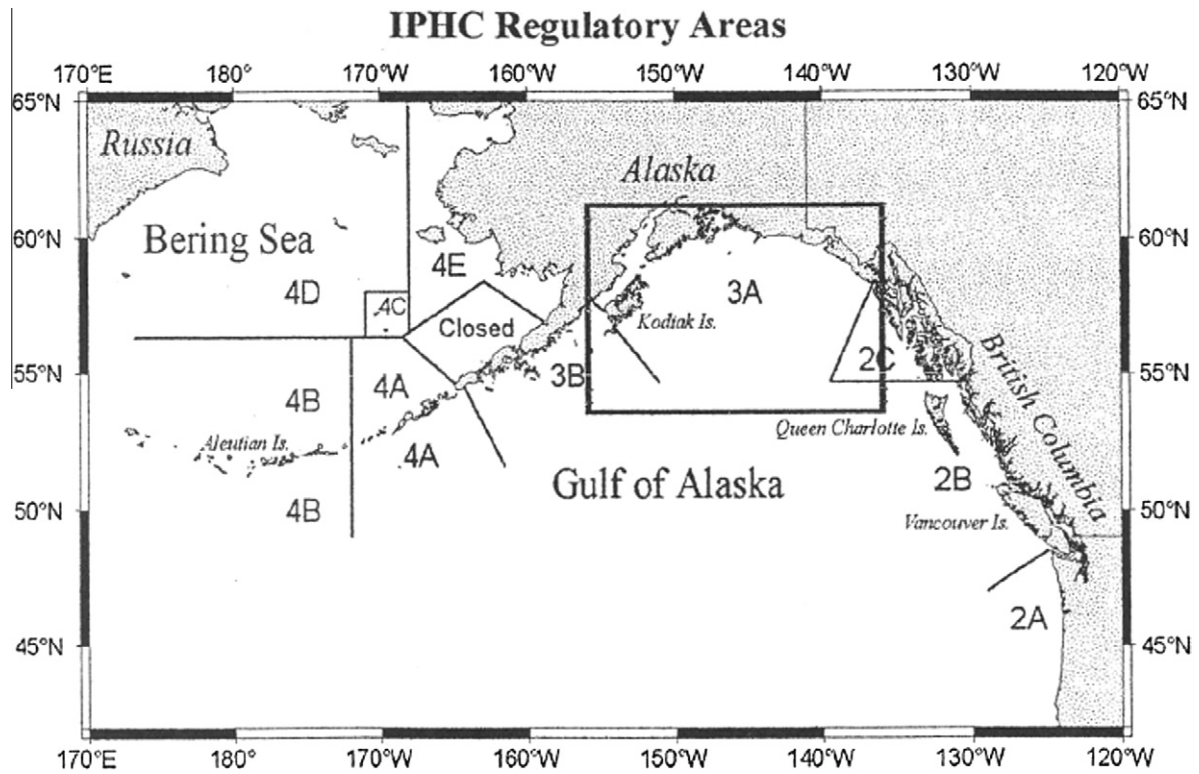 IPHC Regulatory Areas
170°E 180° 170°W 160°W 150°W 140°W 130°W 120°W
65°N 65°N
Russia
Alaska
60°N 60°N
Bering Sea
4E
4D
4C
3A
Closed
Kodiak Is.
British Columbia
55°N 55°N
3B
2C
4A
4B
Queen Charlotte Is.
Aleutian Is.
4A
Gulf of Alaska
2B
50°N 50°N
4B
Vancouver Is.
2A
45°N 45°N
170°E 180° 170°W 160°W 150°W 140°W 130°W 120°W